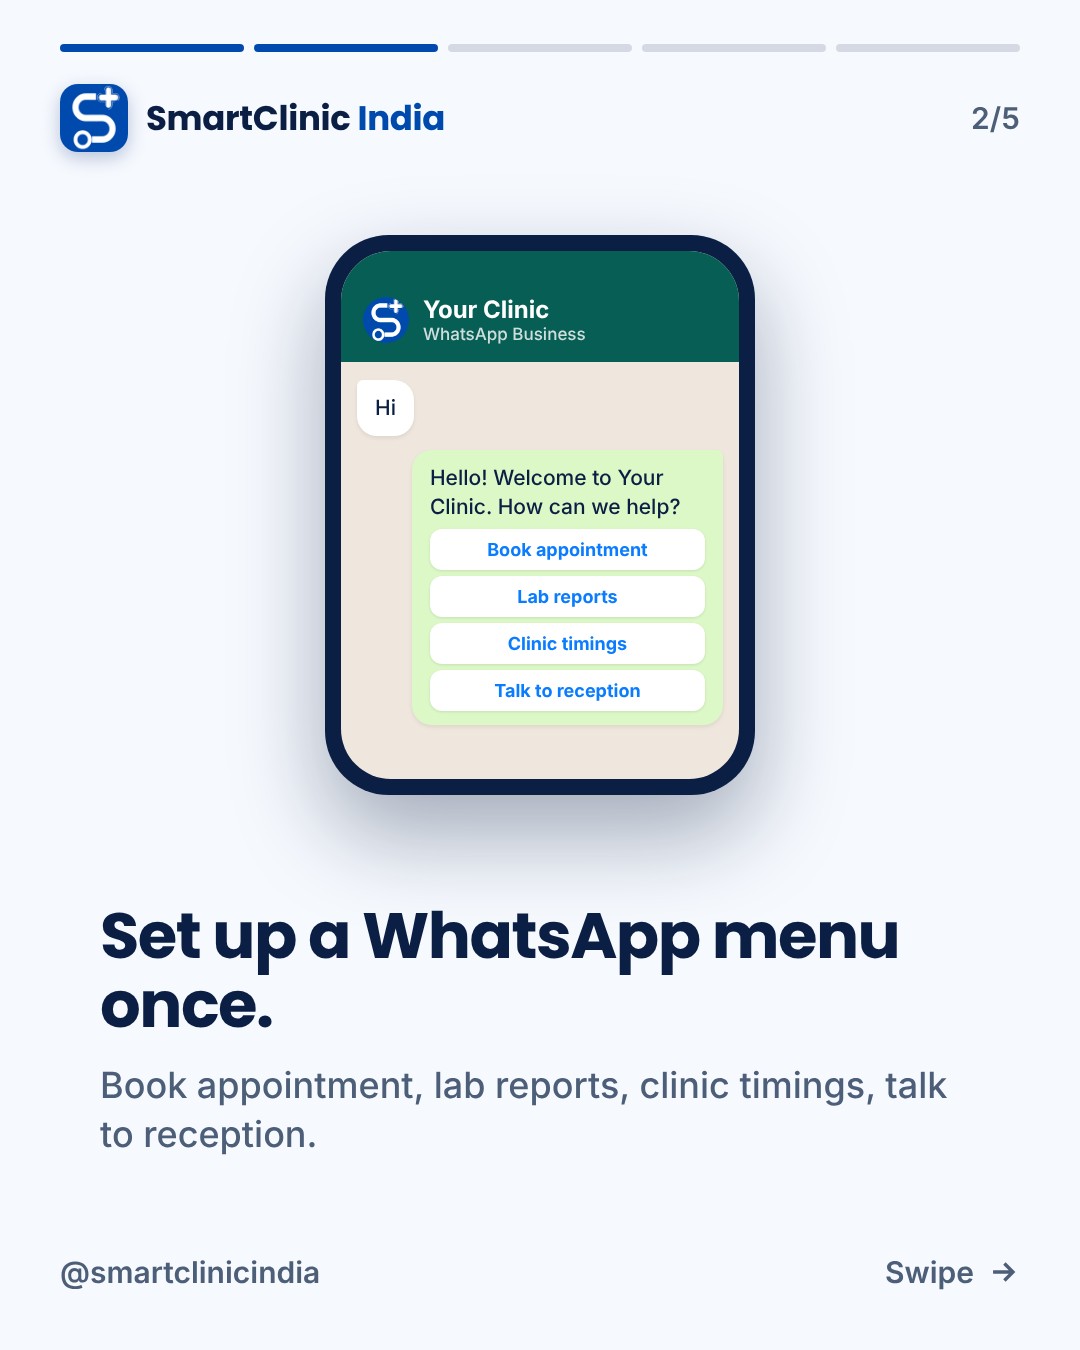 SmartClinic India
2/5
Your Clinic
WhatsApp Business
Hi
Hello! Welcome to Your
Clinic. How can we help?
Book appointment
Lab reports
Clinic timings
Talk to reception
Set up a WhatsApp menu
once.
Book appointment, lab reports, clinic timings, talk
to reception.
@smartclinicindia
Swipe →